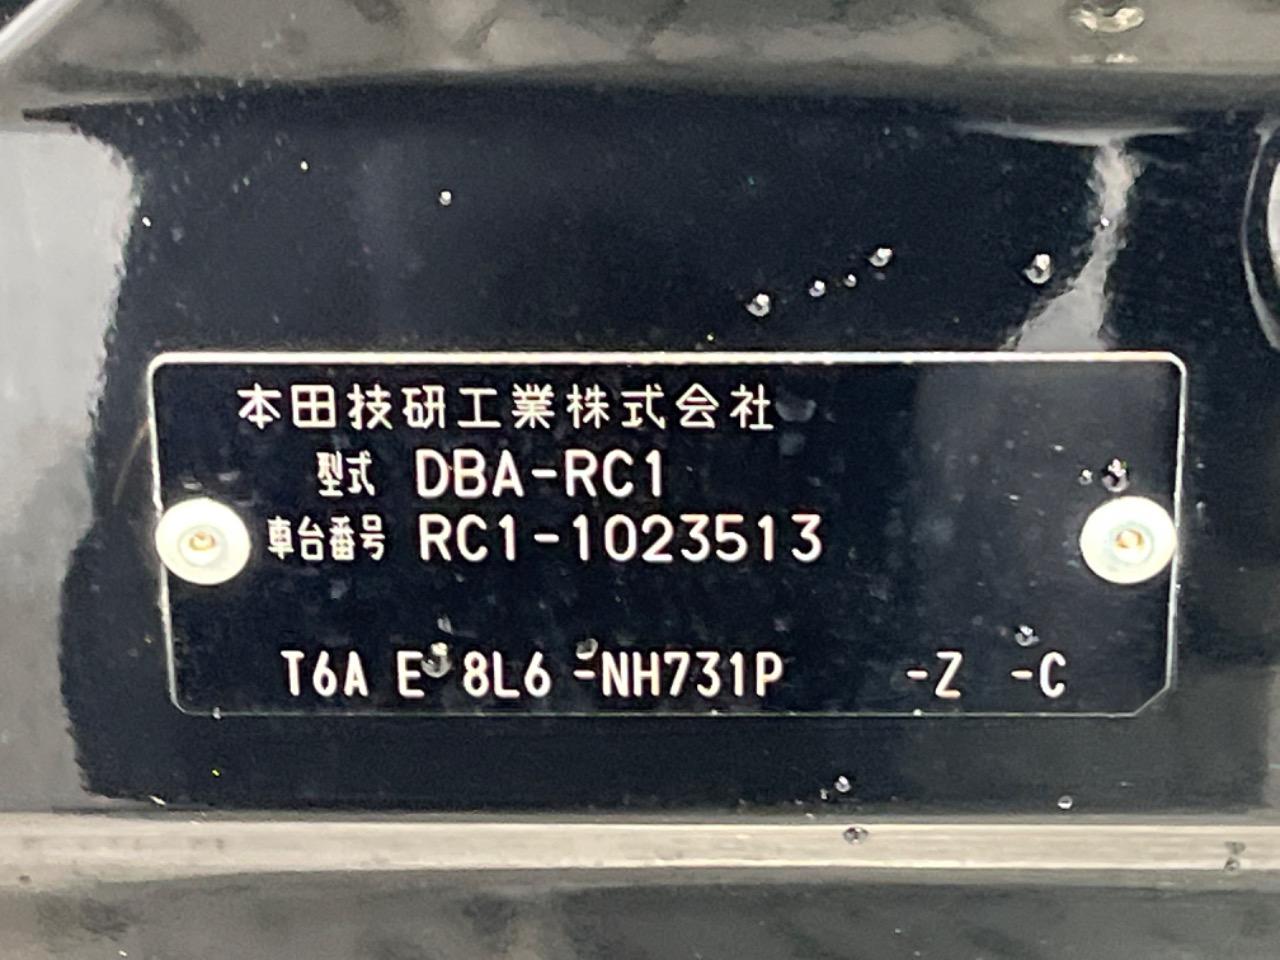 本田技研工業株式会社
型式 DBA-RC1
車台番号 RC1-1023513
T6A E 8L6 -NH731P -Z -C